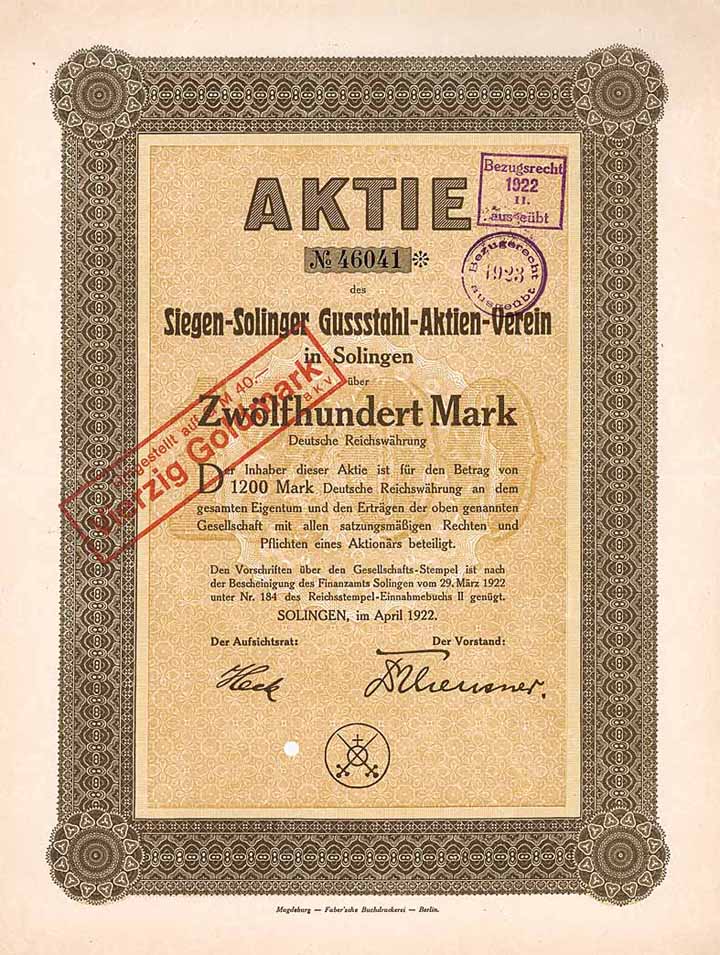 AKTIE
Bezugsrecht
1922
II.
ausgeübt
№ 46041 *
Bezugsrecht
1923
ausgeübt
des
Siegen-Solinger Gussstahl-Aktien-Verein
in Solingen
über
Zwölfhundert Mark
Deutsche Reichswährung
Der Inhaber dieser Aktie ist für den Betrag von
1200 Mark Deutsche Reichswährung an dem
gesamten Eigentum und den Erträgen der oben genannten
Gesellschaft mit allen satzungsmäßigen Rechten und
Pflichten eines Aktionärs beteiligt.
Den Vorschriften über den Gesellschafts-Stempel ist nach
der Bescheinigung des Finanzamts Solingen vom 29. März 1922
unter Nr. 184 des Reichsstempel-Einnahmebuchs II genügt.
SOLINGEN, im April 1922.
Der Aufsichtsrat:
Der Vorstand:
Heck
M 40.—
Vierzig Goldmark
B K V
Magdeburg — Faber'sche Buchdruckerei — Berlin.